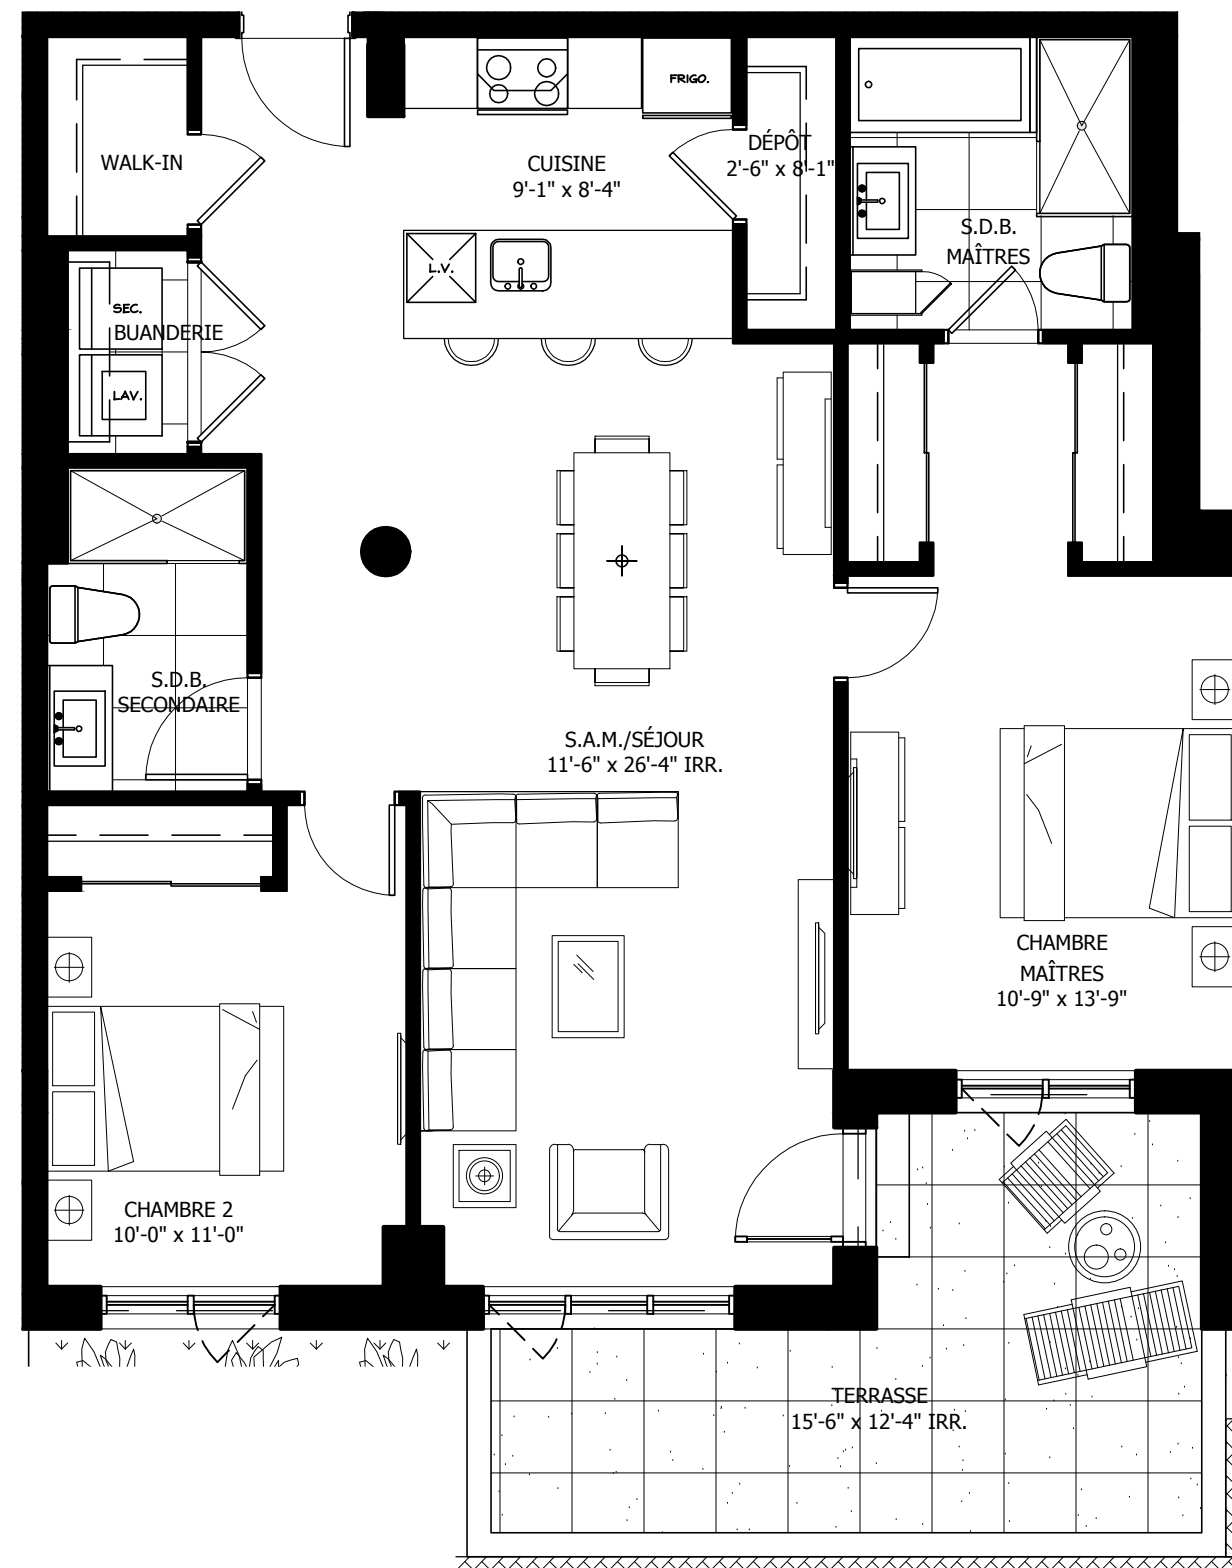 FRIGO.
WALK-IN
CUISINE
9'-1" x 8'-4"
DÉPÔT
2'-6" x 8'-1"
S.D.B.
MAÎTRES
L.V.
SEC.
BUANDERIE
LAV.
S.D.B.
SECONDAIRE
S.A.M./SÉJOUR
11'-6" x 26'-4" IRR.
CHAMBRE
MAÎTRES
10'-9" x 13'-9"
CHAMBRE 2
10'-0" x 11'-0"
TERRASSE
15'-6" x 12'-4" IRR.